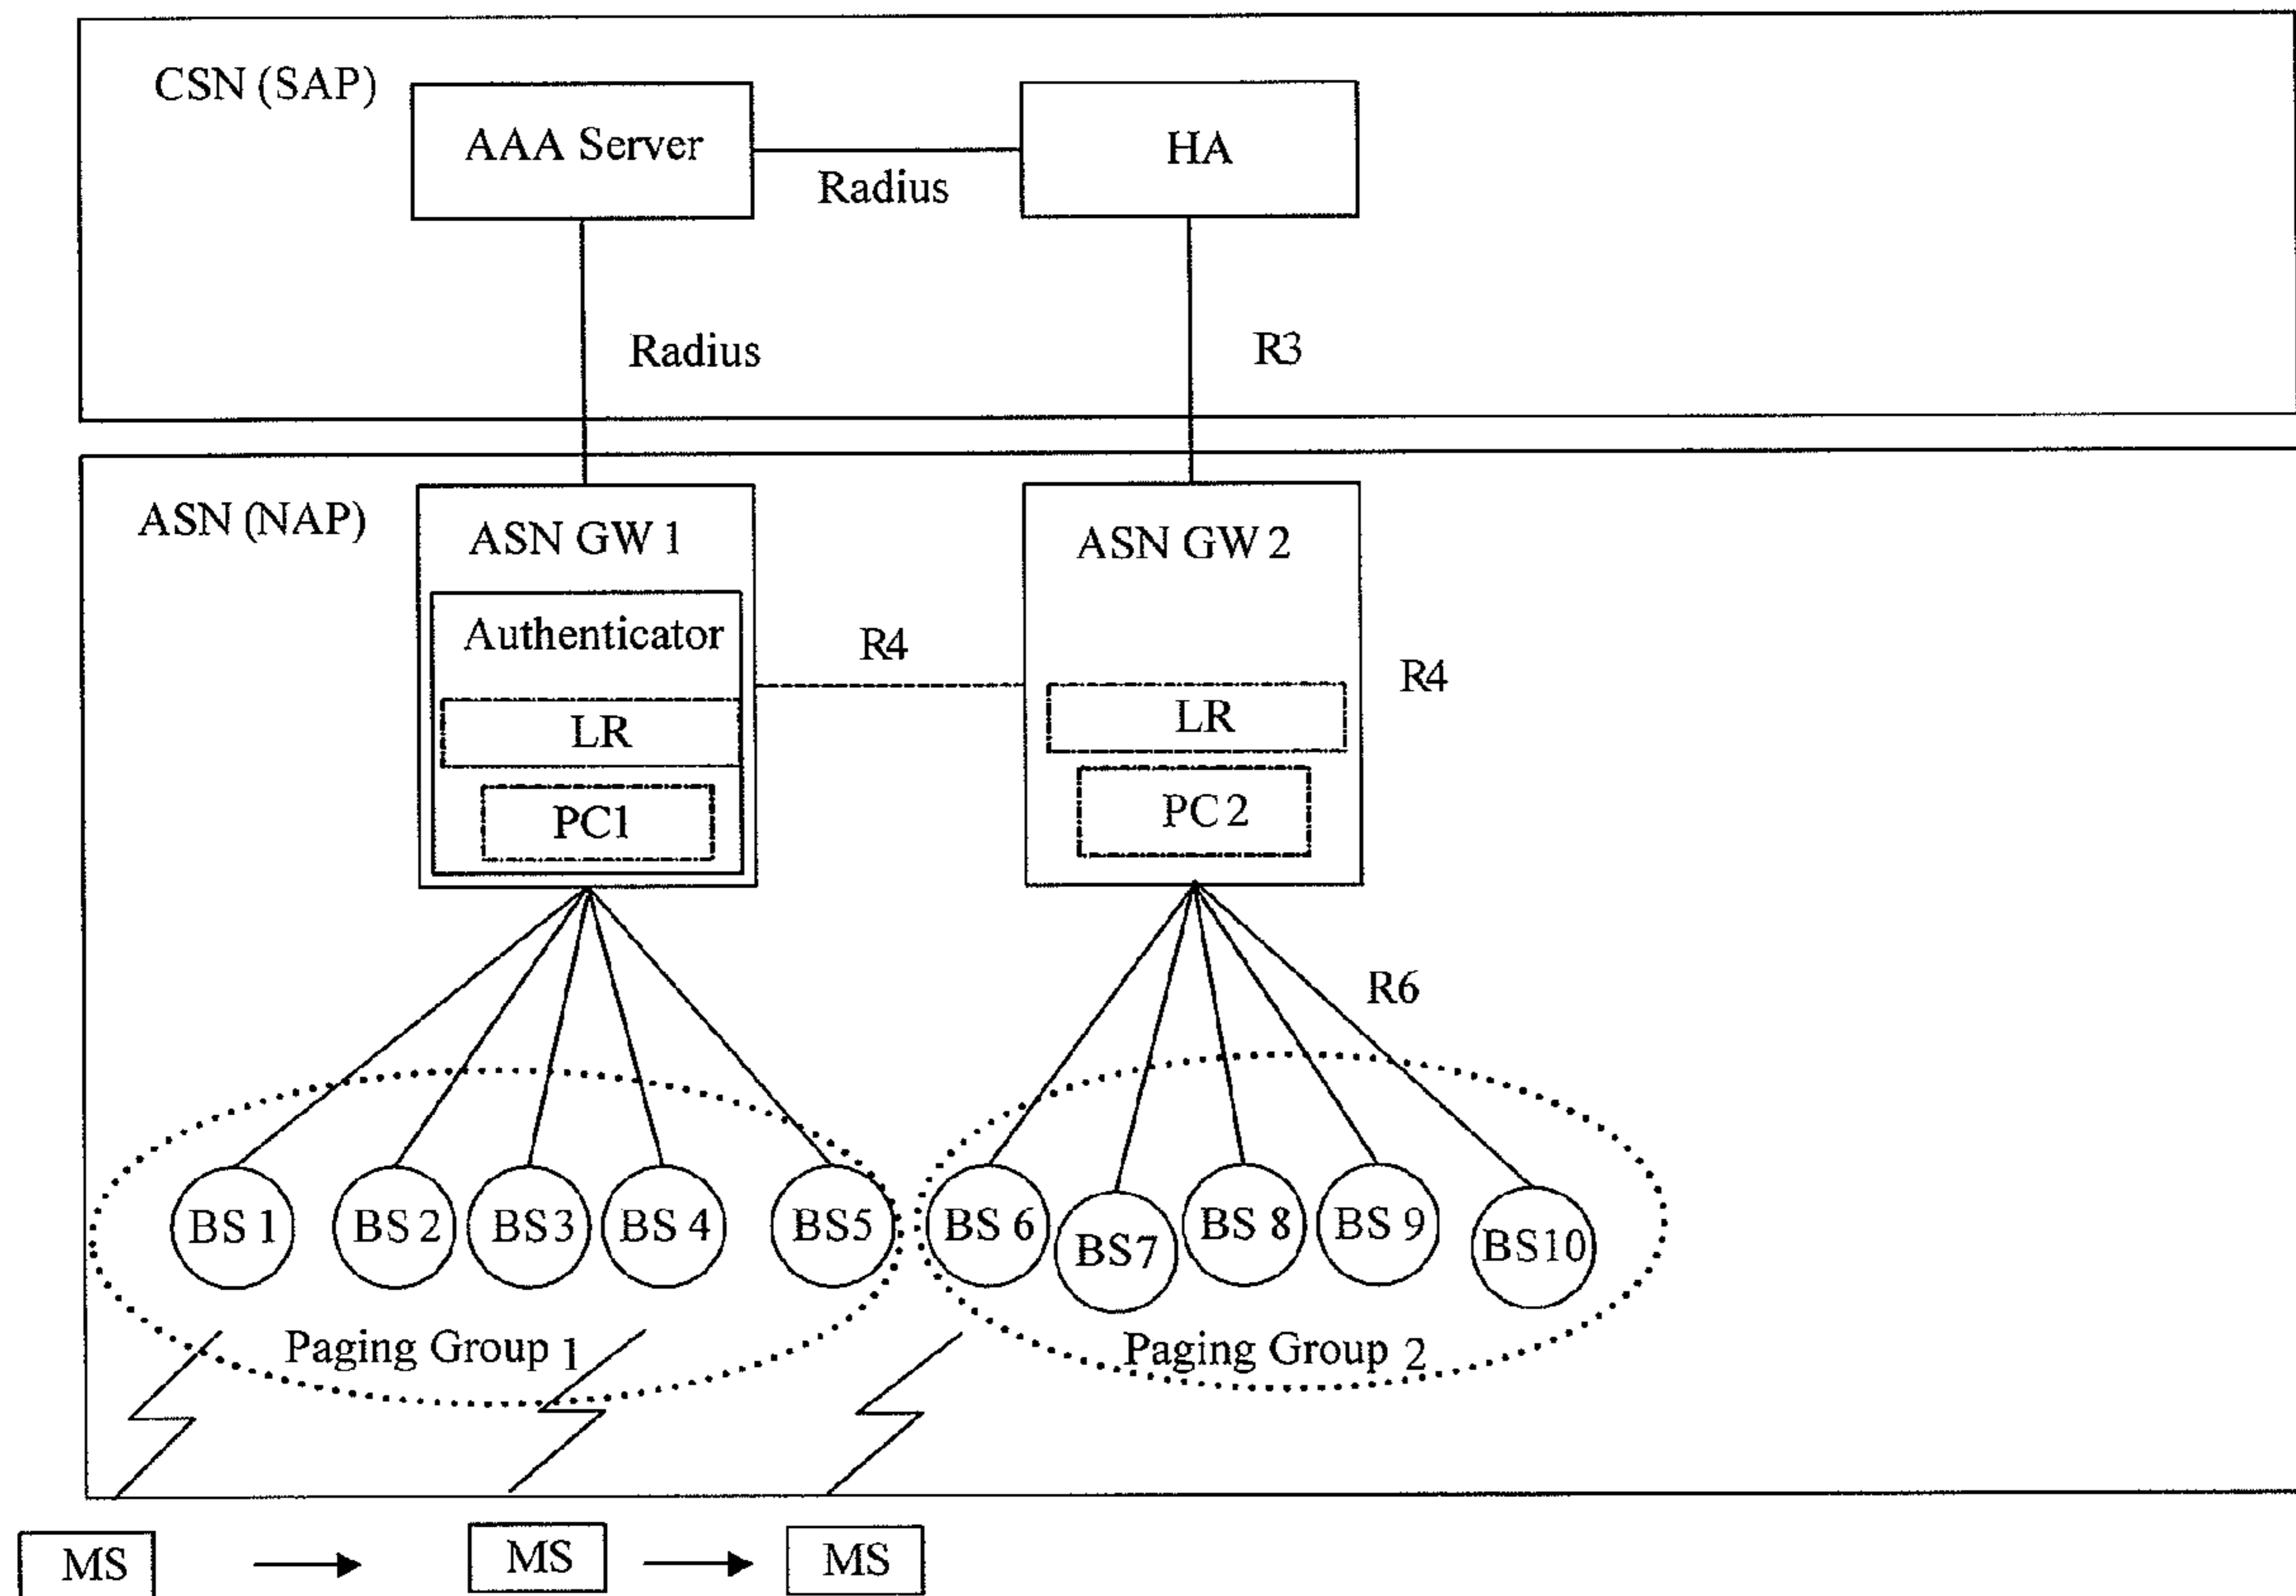 CSN (SAP)
AAA Server
HA
Radius
Radius
R3
ASN (NAP)
ASN GW 1
ASN GW 2
Authenticator
R4
R4
LR
LR
PC1
PC 2
R6
BS 1
BS 2
BS3
BS 4
BS5
BS 6
BS7
BS 8
BS 9
BS10
Paging Group 1
Paging Group 2
MS
MS
MS